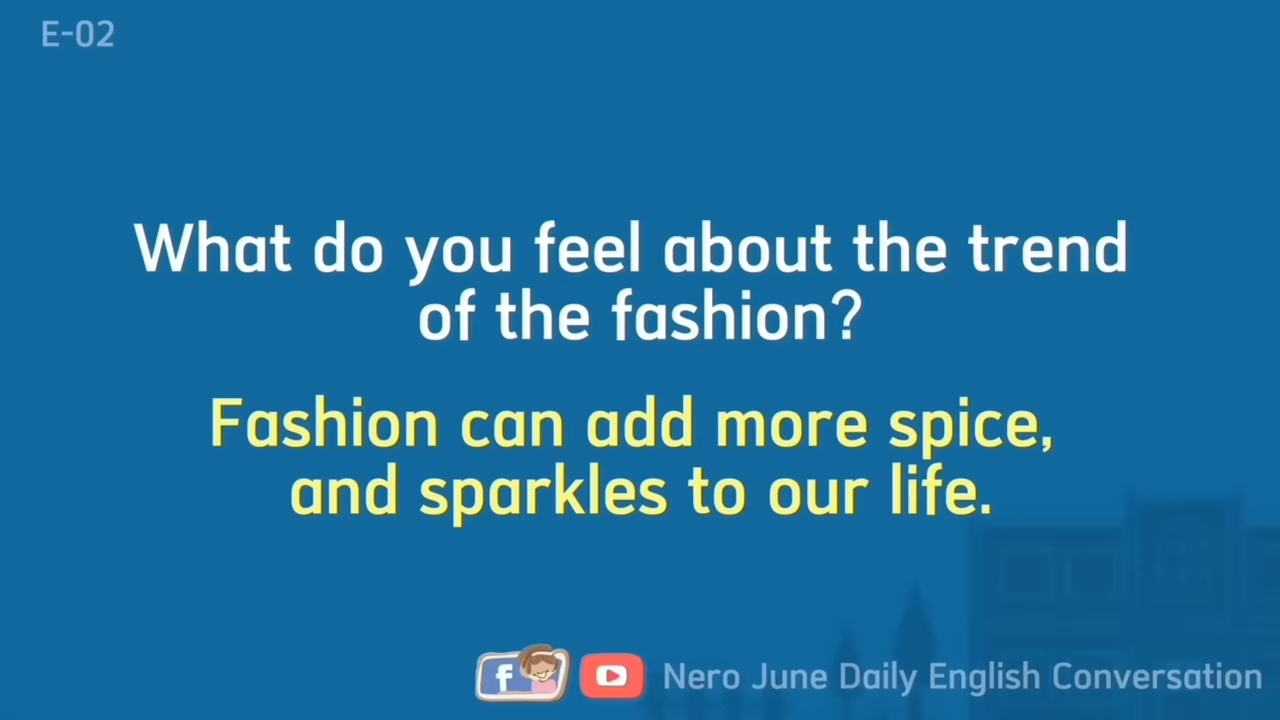 E-02
What do you feel about the trend
of the fashion?
Fashion can add more spice,
and sparkles to our life.
f
Nero June Daily English Conversation